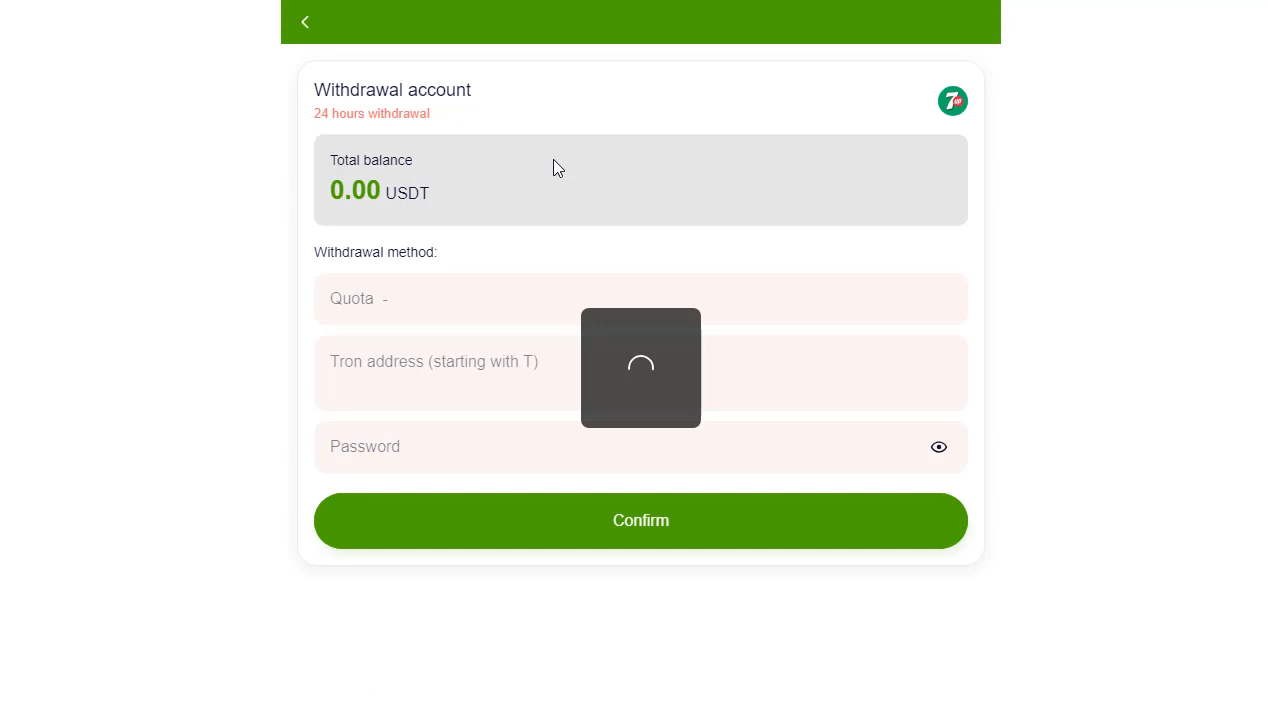 Withdrawal account
24 hours withdrawal
7up
Total balance
0.00 USDT
Withdrawal method:
Quota -
Tron address (starting with T)
Password
Confirm